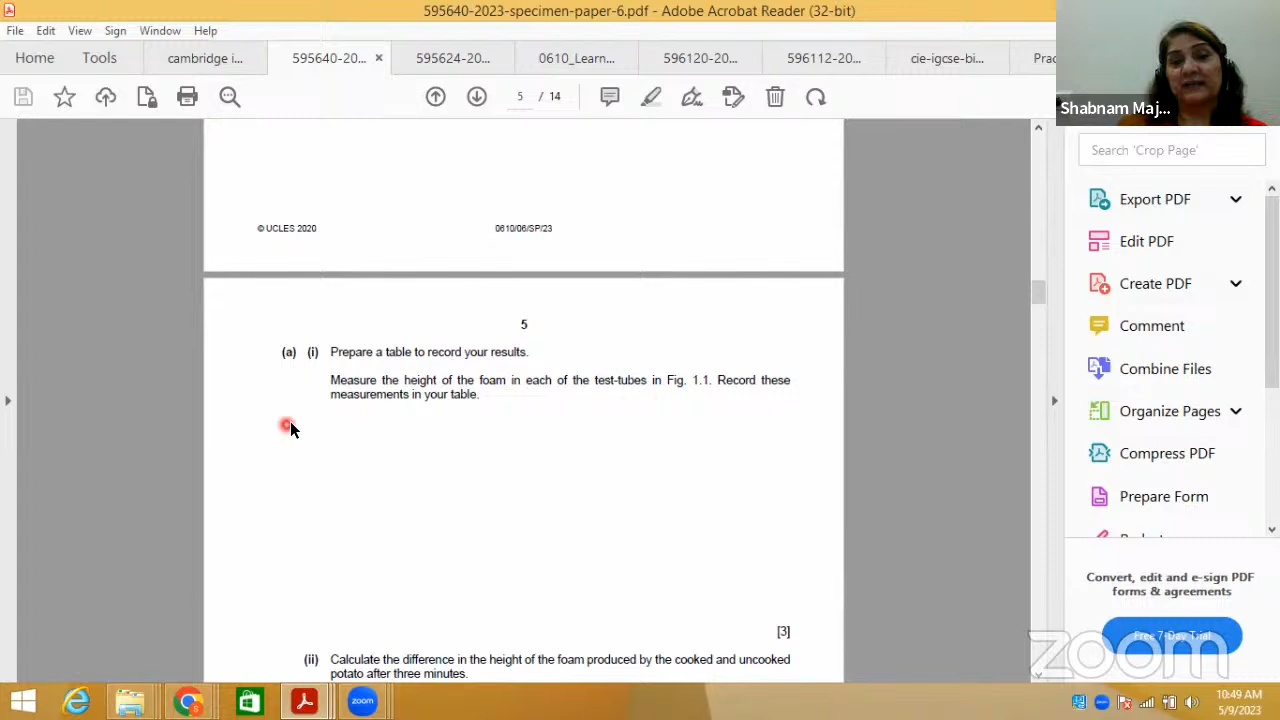 595640-2023-specimen-paper-6.pdf - Adobe Acrobat Reader (32-bit)
File Edit View Sign Window Help
Home Tools cambridge i... 595640-20... × 595624-20... 0610_Learn... 596120-20... 596112-20... cie-igcse-bi... Pra
5 / 14
Shabnam Maj...
Search 'Crop Page'
Export PDF
Edit PDF
Create PDF
Comment
Combine Files
Organize Pages
Compress PDF
Prepare Form
Convert, edit and e-sign PDF
forms & agreements
Free 7-Day Trial
© UCLES 2020 0610/06/SP/23
5
(a) (i) Prepare a table to record your results.
Measure the height of the foam in each of the test-tubes in Fig. 1.1. Record these
measurements in your table.
[3]
(ii) Calculate the difference in the height of the foam produced by the cooked and uncooked
potato after three minutes.
zoom
zoom
10:49 AM
5/9/2023